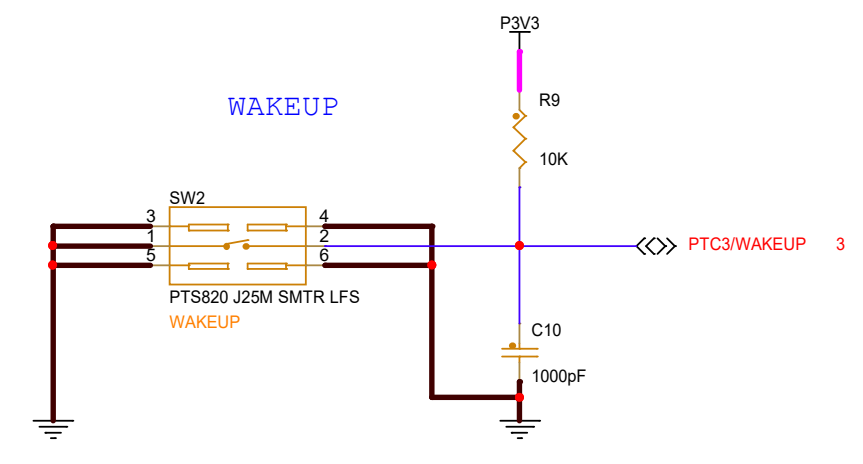 P3V3
WAKEUP
R9
10K
SW2
3 4
1 2
5 6
PTC3/WAKEUP 3
PTS820 J25M SMTR LFS
WAKEUP
C10
1000pF